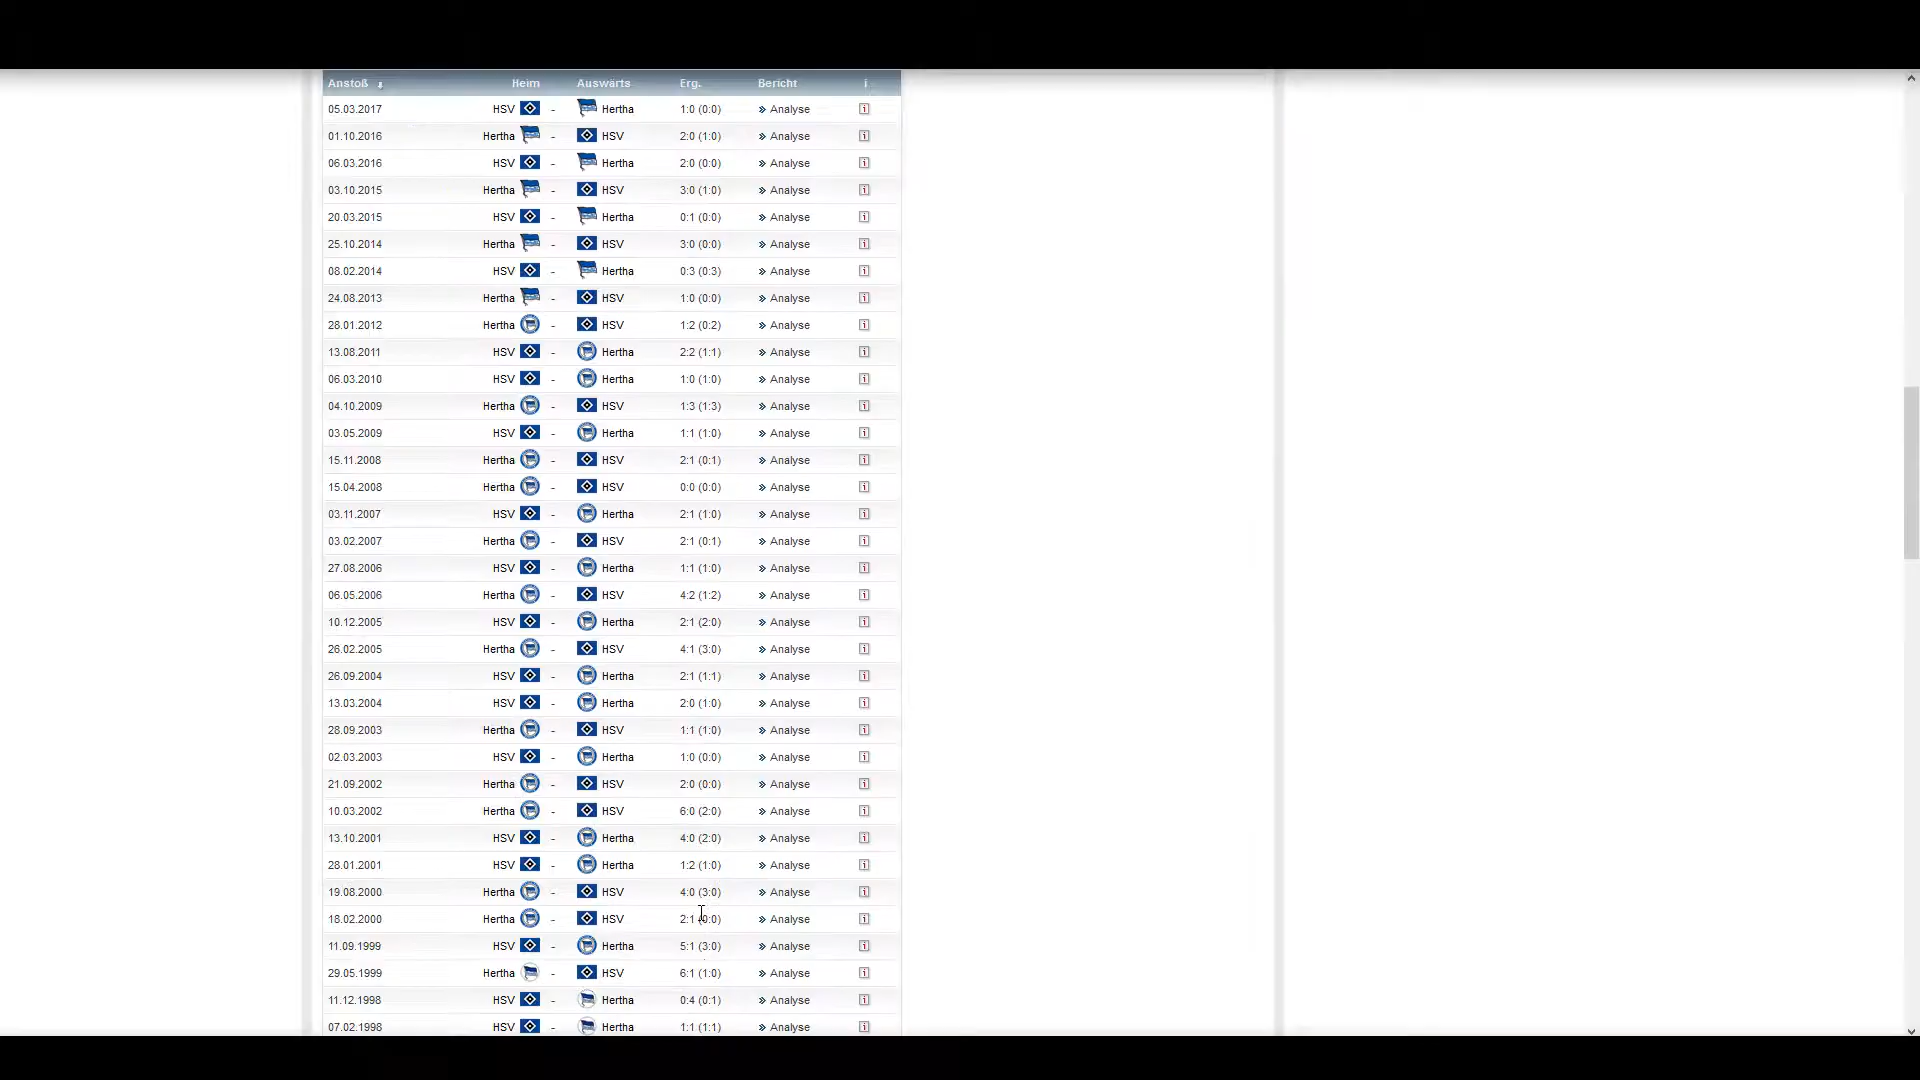 Anstoß Heim Auswärts Erg. Bericht i
05.03.2017 HSV - Hertha 1:0 (0:0) » Analyse i
01.10.2016 Hertha - HSV 2:0 (1:0) » Analyse i
06.03.2016 HSV - Hertha 2:0 (0:0) » Analyse i
03.10.2015 Hertha - HSV 3:0 (1:0) » Analyse i
20.03.2015 HSV - Hertha 0:1 (0:0) » Analyse i
25.10.2014 Hertha - HSV 3:0 (0:0) » Analyse i
08.02.2014 HSV - Hertha 0:3 (0:3) » Analyse i
24.08.2013 Hertha - HSV 1:0 (0:0) » Analyse i
28.01.2012 Hertha - HSV 1:2 (0:2) » Analyse i
13.08.2011 HSV - Hertha 2:2 (1:1) » Analyse i
06.03.2010 HSV - Hertha 1:0 (1:0) » Analyse i
04.10.2009 Hertha - HSV 1:3 (1:3) » Analyse i
03.05.2009 HSV - Hertha 1:1 (1:0) » Analyse i
15.11.2008 Hertha - HSV 2:1 (0:1) » Analyse i
15.04.2008 Hertha - HSV 0:0 (0:0) » Analyse i
03.11.2007 HSV - Hertha 2:1 (1:0) » Analyse i
03.02.2007 Hertha - HSV 2:1 (0:1) » Analyse i
27.08.2006 HSV - Hertha 1:1 (1:0) » Analyse i
06.05.2006 Hertha - HSV 4:2 (1:2) » Analyse i
10.12.2005 HSV - Hertha 2:1 (2:0) » Analyse i
26.02.2005 Hertha - HSV 4:1 (3:0) » Analyse i
26.09.2004 HSV - Hertha 2:1 (1:1) » Analyse i
13.03.2004 HSV - Hertha 2:0 (1:0) » Analyse i
28.09.2003 Hertha - HSV 1:1 (1:0) » Analyse i
02.03.2003 HSV - Hertha 1:0 (0:0) » Analyse i
21.09.2002 Hertha - HSV 2:0 (0:0) » Analyse i
10.03.2002 Hertha - HSV 6:0 (2:0) » Analyse i
13.10.2001 HSV - Hertha 4:0 (2:0) » Analyse i
28.01.2001 HSV - Hertha 1:2 (1:0) » Analyse i
19.08.2000 Hertha - HSV 4:0 (3:0) » Analyse i
18.02.2000 Hertha - HSV 2:1 (0:0) » Analyse i
11.09.1999 HSV - Hertha 5:1 (3:0) » Analyse i
29.05.1999 Hertha - HSV 6:1 (1:0) » Analyse i
11.12.1998 HSV - Hertha 0:4 (0:1) » Analyse i
07.02.1998 HSV - Hertha 1:1 (1:1) » Analyse i